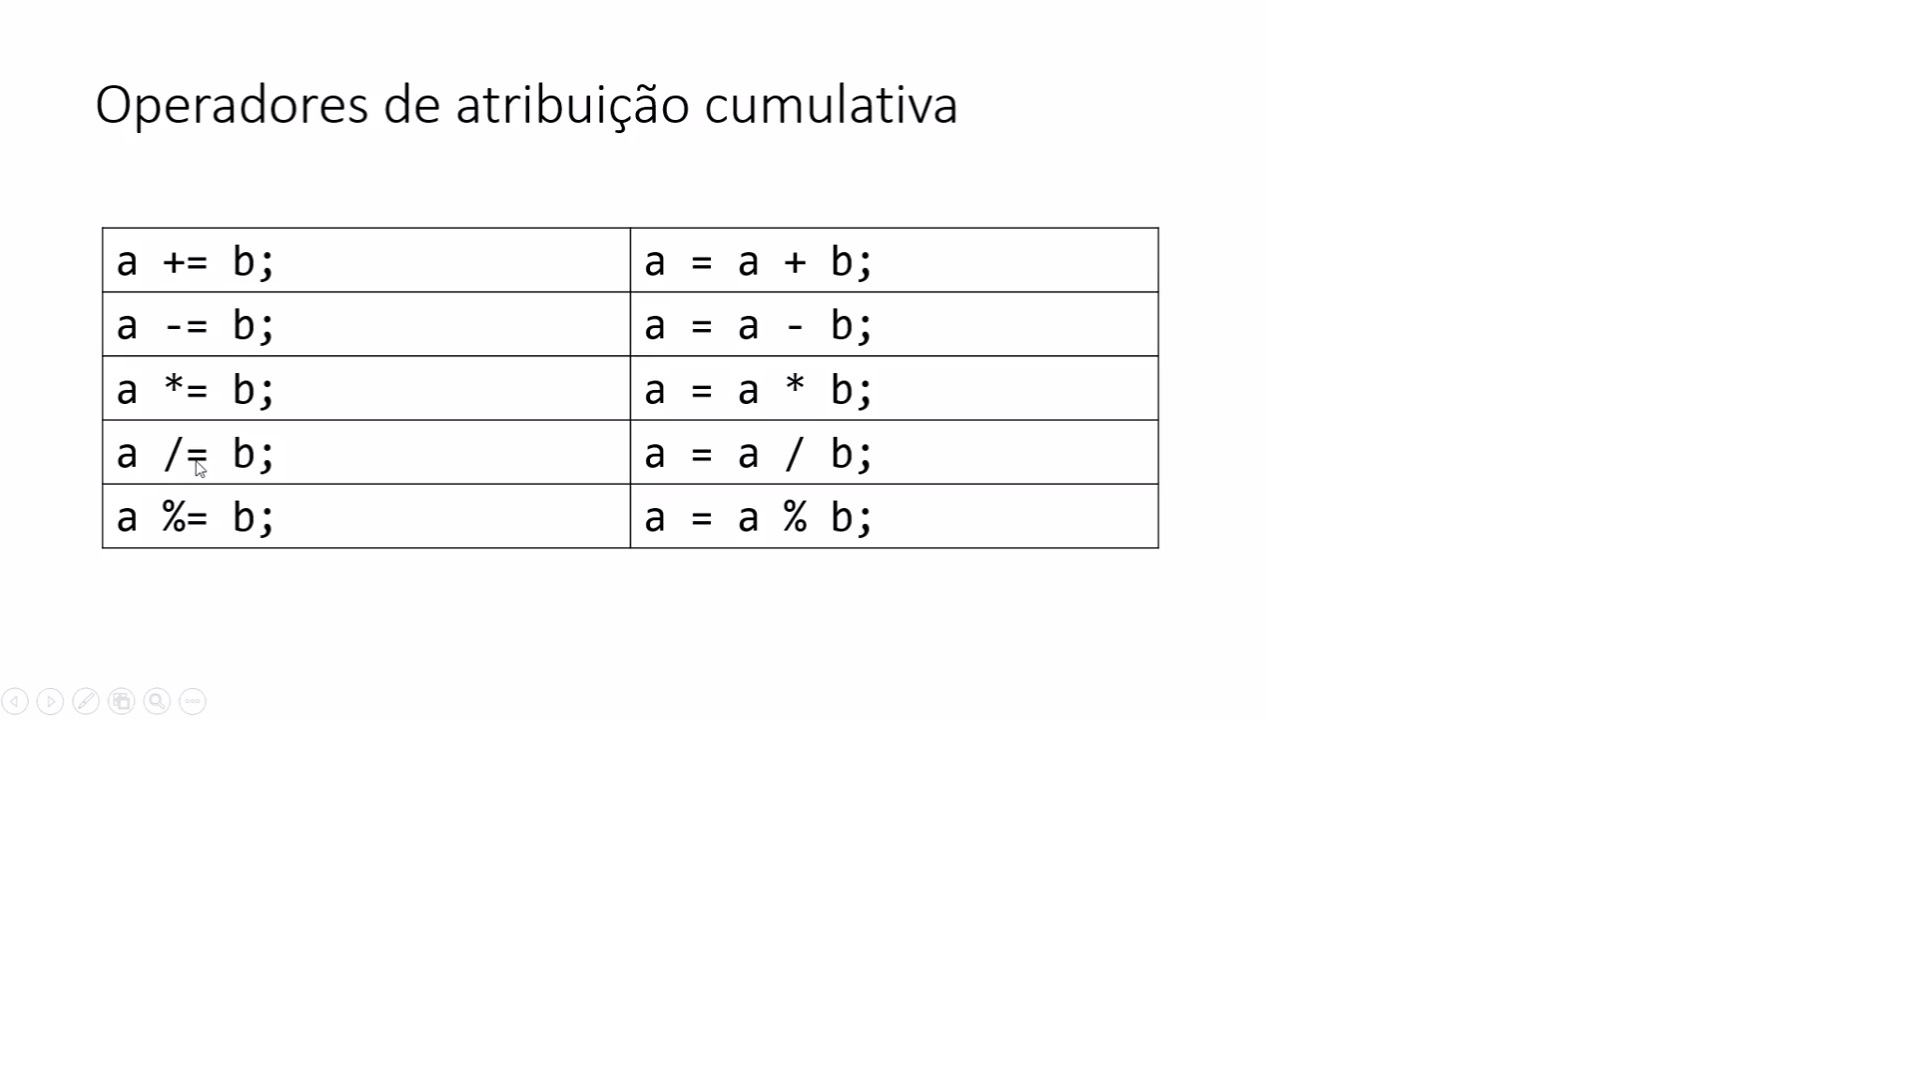 Operadores de atribuição cumulativa
a += b; a = a + b;
a -= b; a = a - b;
a *= b; a = a * b;
a /= b; a = a / b;
a %= b; a = a % b;